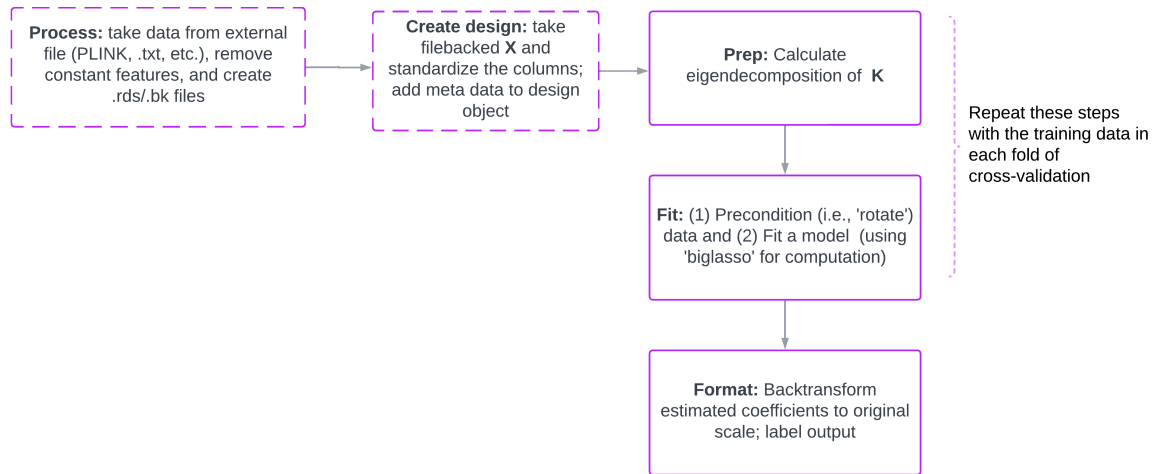 Process: take data from external
file (PLINK, .txt, etc.), remove
constant features, and create
.rds/.bk files
Create design: take
filebacked X and
standardize the columns;
add meta data to design
object
Prep: Calculate
eigendecomposition of K
Repeat these steps
with the training data in
each fold of
cross-validation
Fit: (1) Precondition (i.e., 'rotate')
data and (2) Fit a model (using
'biglasso' for computation)
Format: Backtransform
estimated coefficients to original
scale; label output